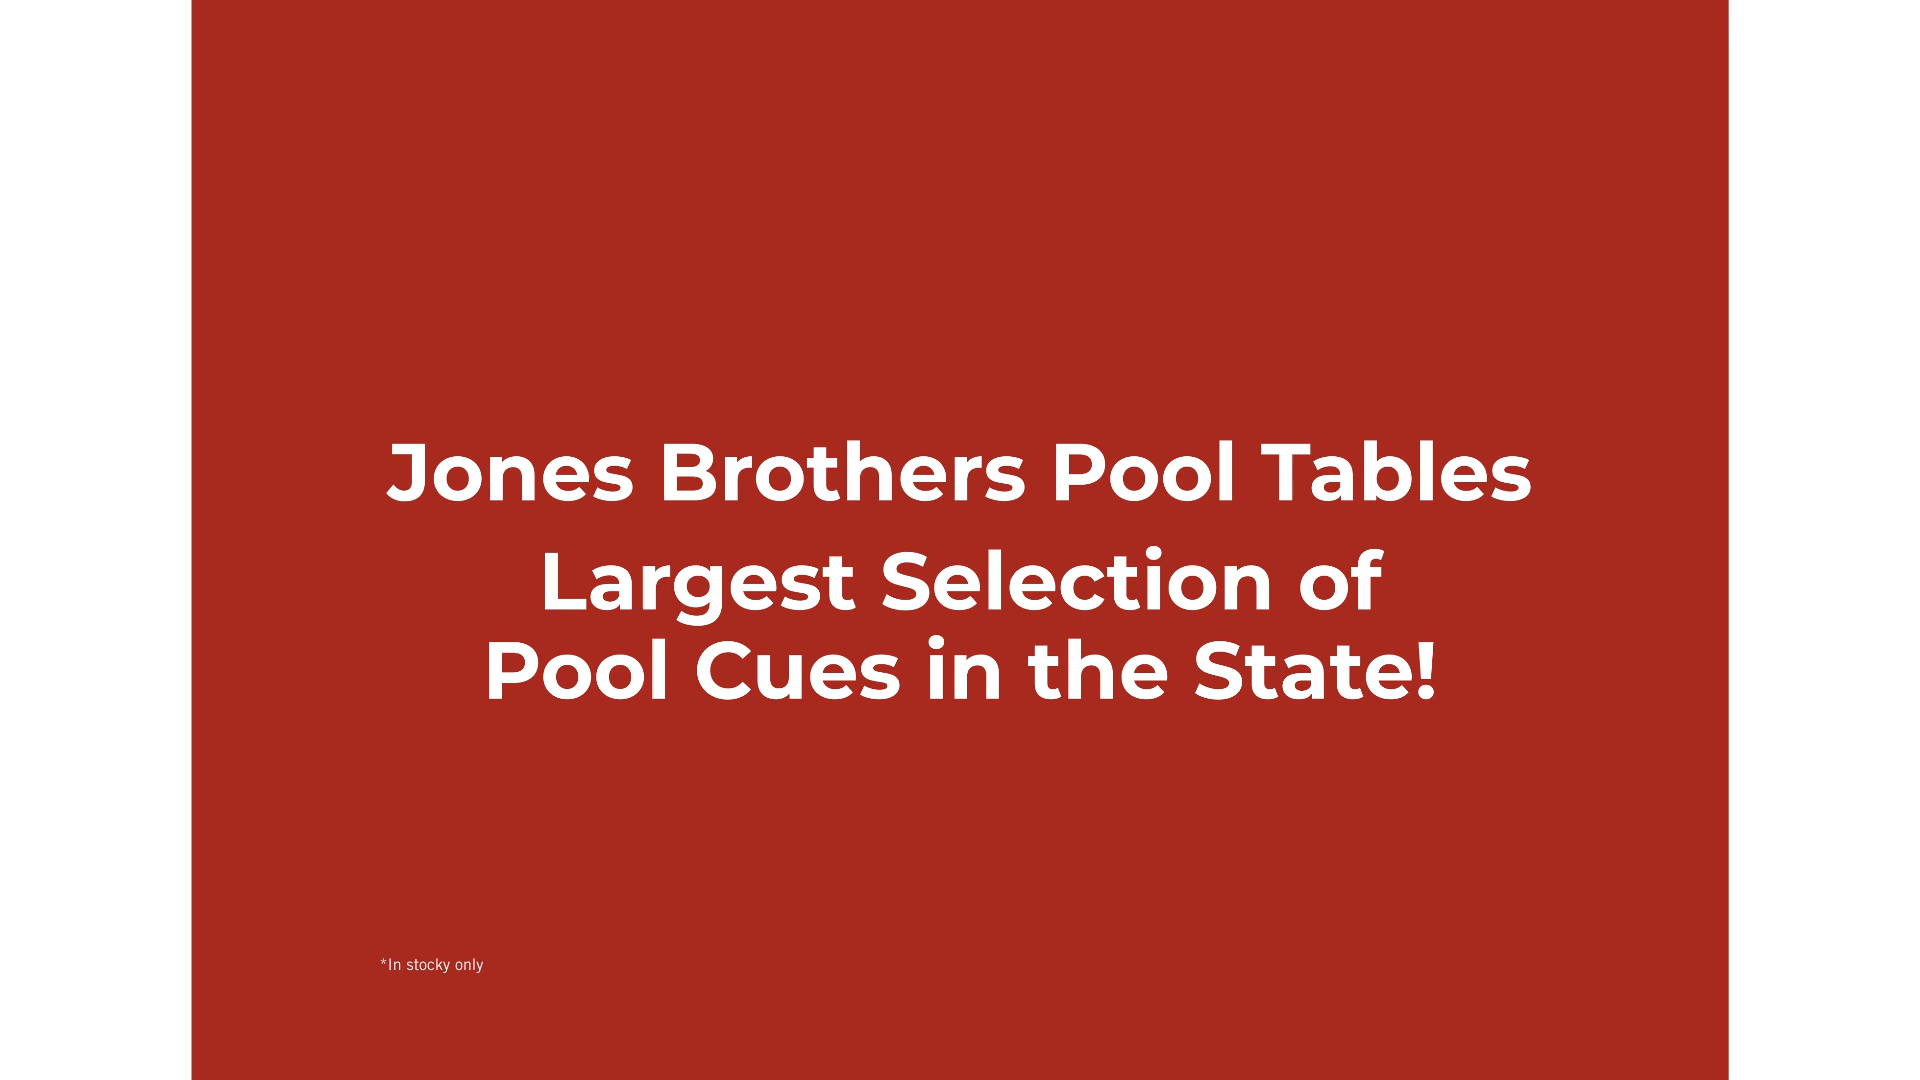 Jones Brothers Pool Tables
Largest Selection of
Pool Cues in the State!
*In stocky only